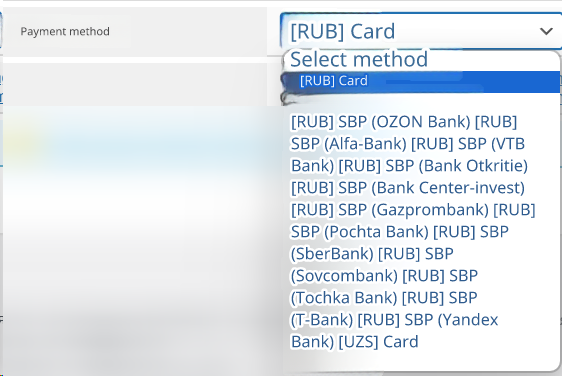 Payment method
[RUB] Card
Select method
[RUB] Card
[RUB] SBP (OZON Bank) [RUB]
SBP (Alfa-Bank) [RUB] SBP (VTB
Bank) [RUB] SBP (Bank Otkritie)
[RUB] SBP (Bank Center-invest)
[RUB] SBP (Gazprombank) [RUB]
SBP (Pochta Bank) [RUB] SBP
(SberBank) [RUB] SBP
(Sovcombank) [RUB] SBP
(Tochka Bank) [RUB] SBP
(T-Bank) [RUB] SBP (Yandex
Bank) [UZS] Card